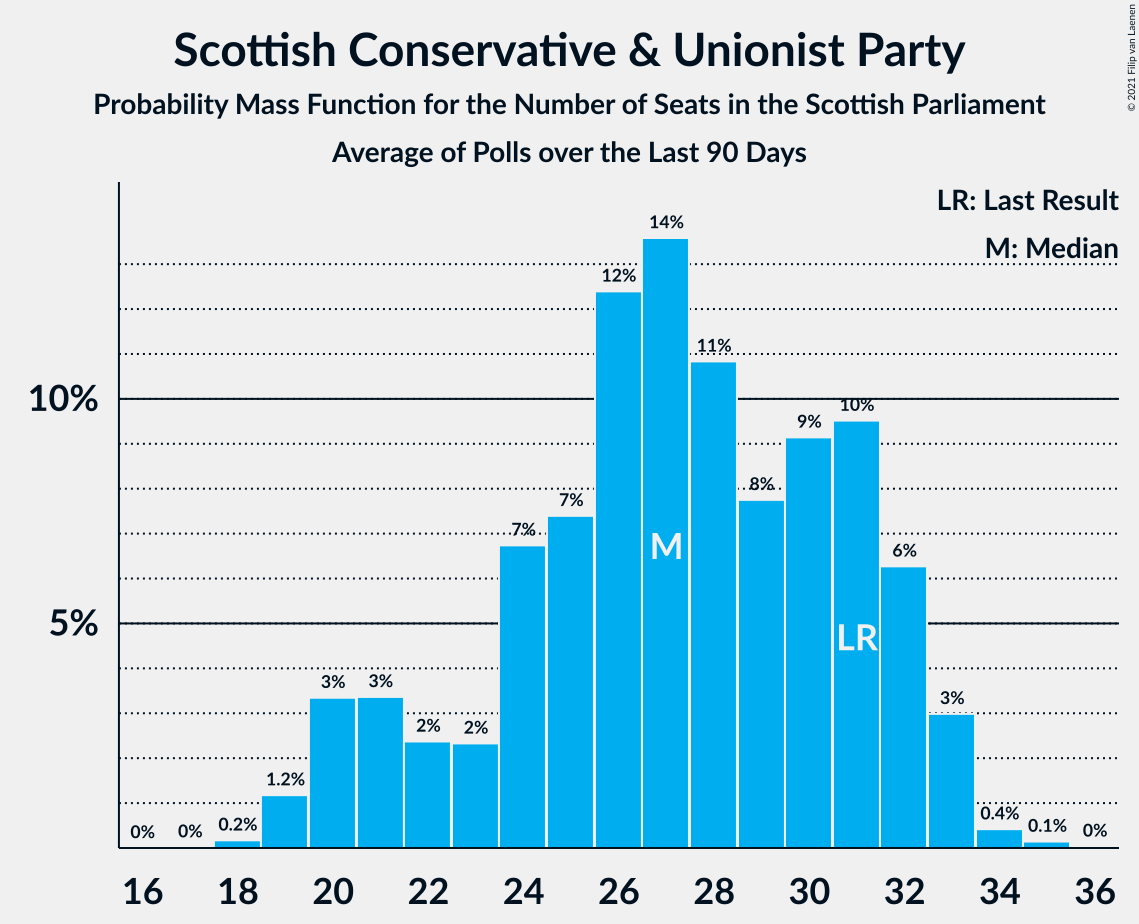 Scottish Conservative & Unionist Party
Probability Mass Function for the Number of Seats in the Scottish Parliament
Average of Polls over the Last 90 Days
© 2021 Filip van Laenen
LR: Last Result
M: Median
10%
5%
0%
0%
0.2%
1.2%
3%
3%
2%
2%
7%
7%
12%
14%
11%
8%
9%
10%
6%
3%
0.4%
0.1%
0%
M
LR
16 18 20 22 24 26 28 30 32 34 36